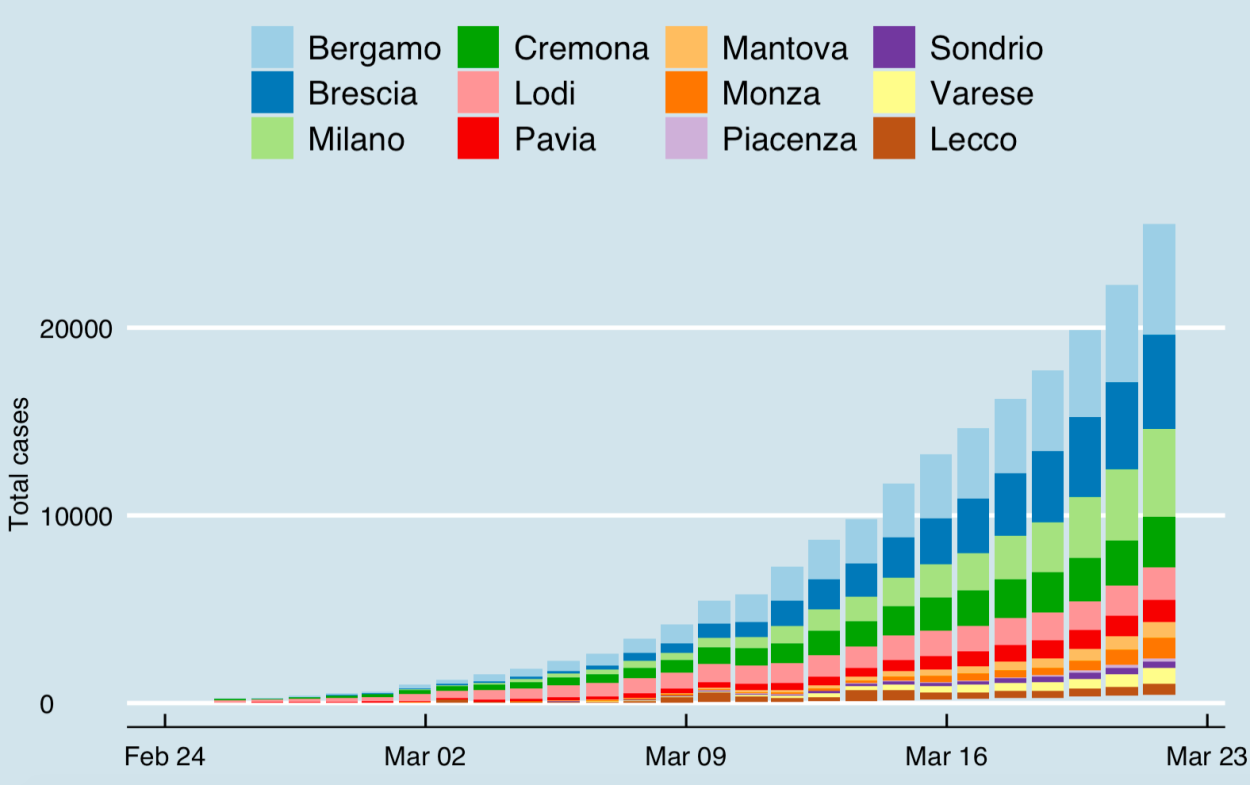 Bergamo Cremona Mantova Sondrio
Brescia Lodi Monza Varese
Milano Pavia Piacenza Lecco
20000
Total cases
10000
0
Feb 24 Mar 02 Mar 09 Mar 16 Mar 23